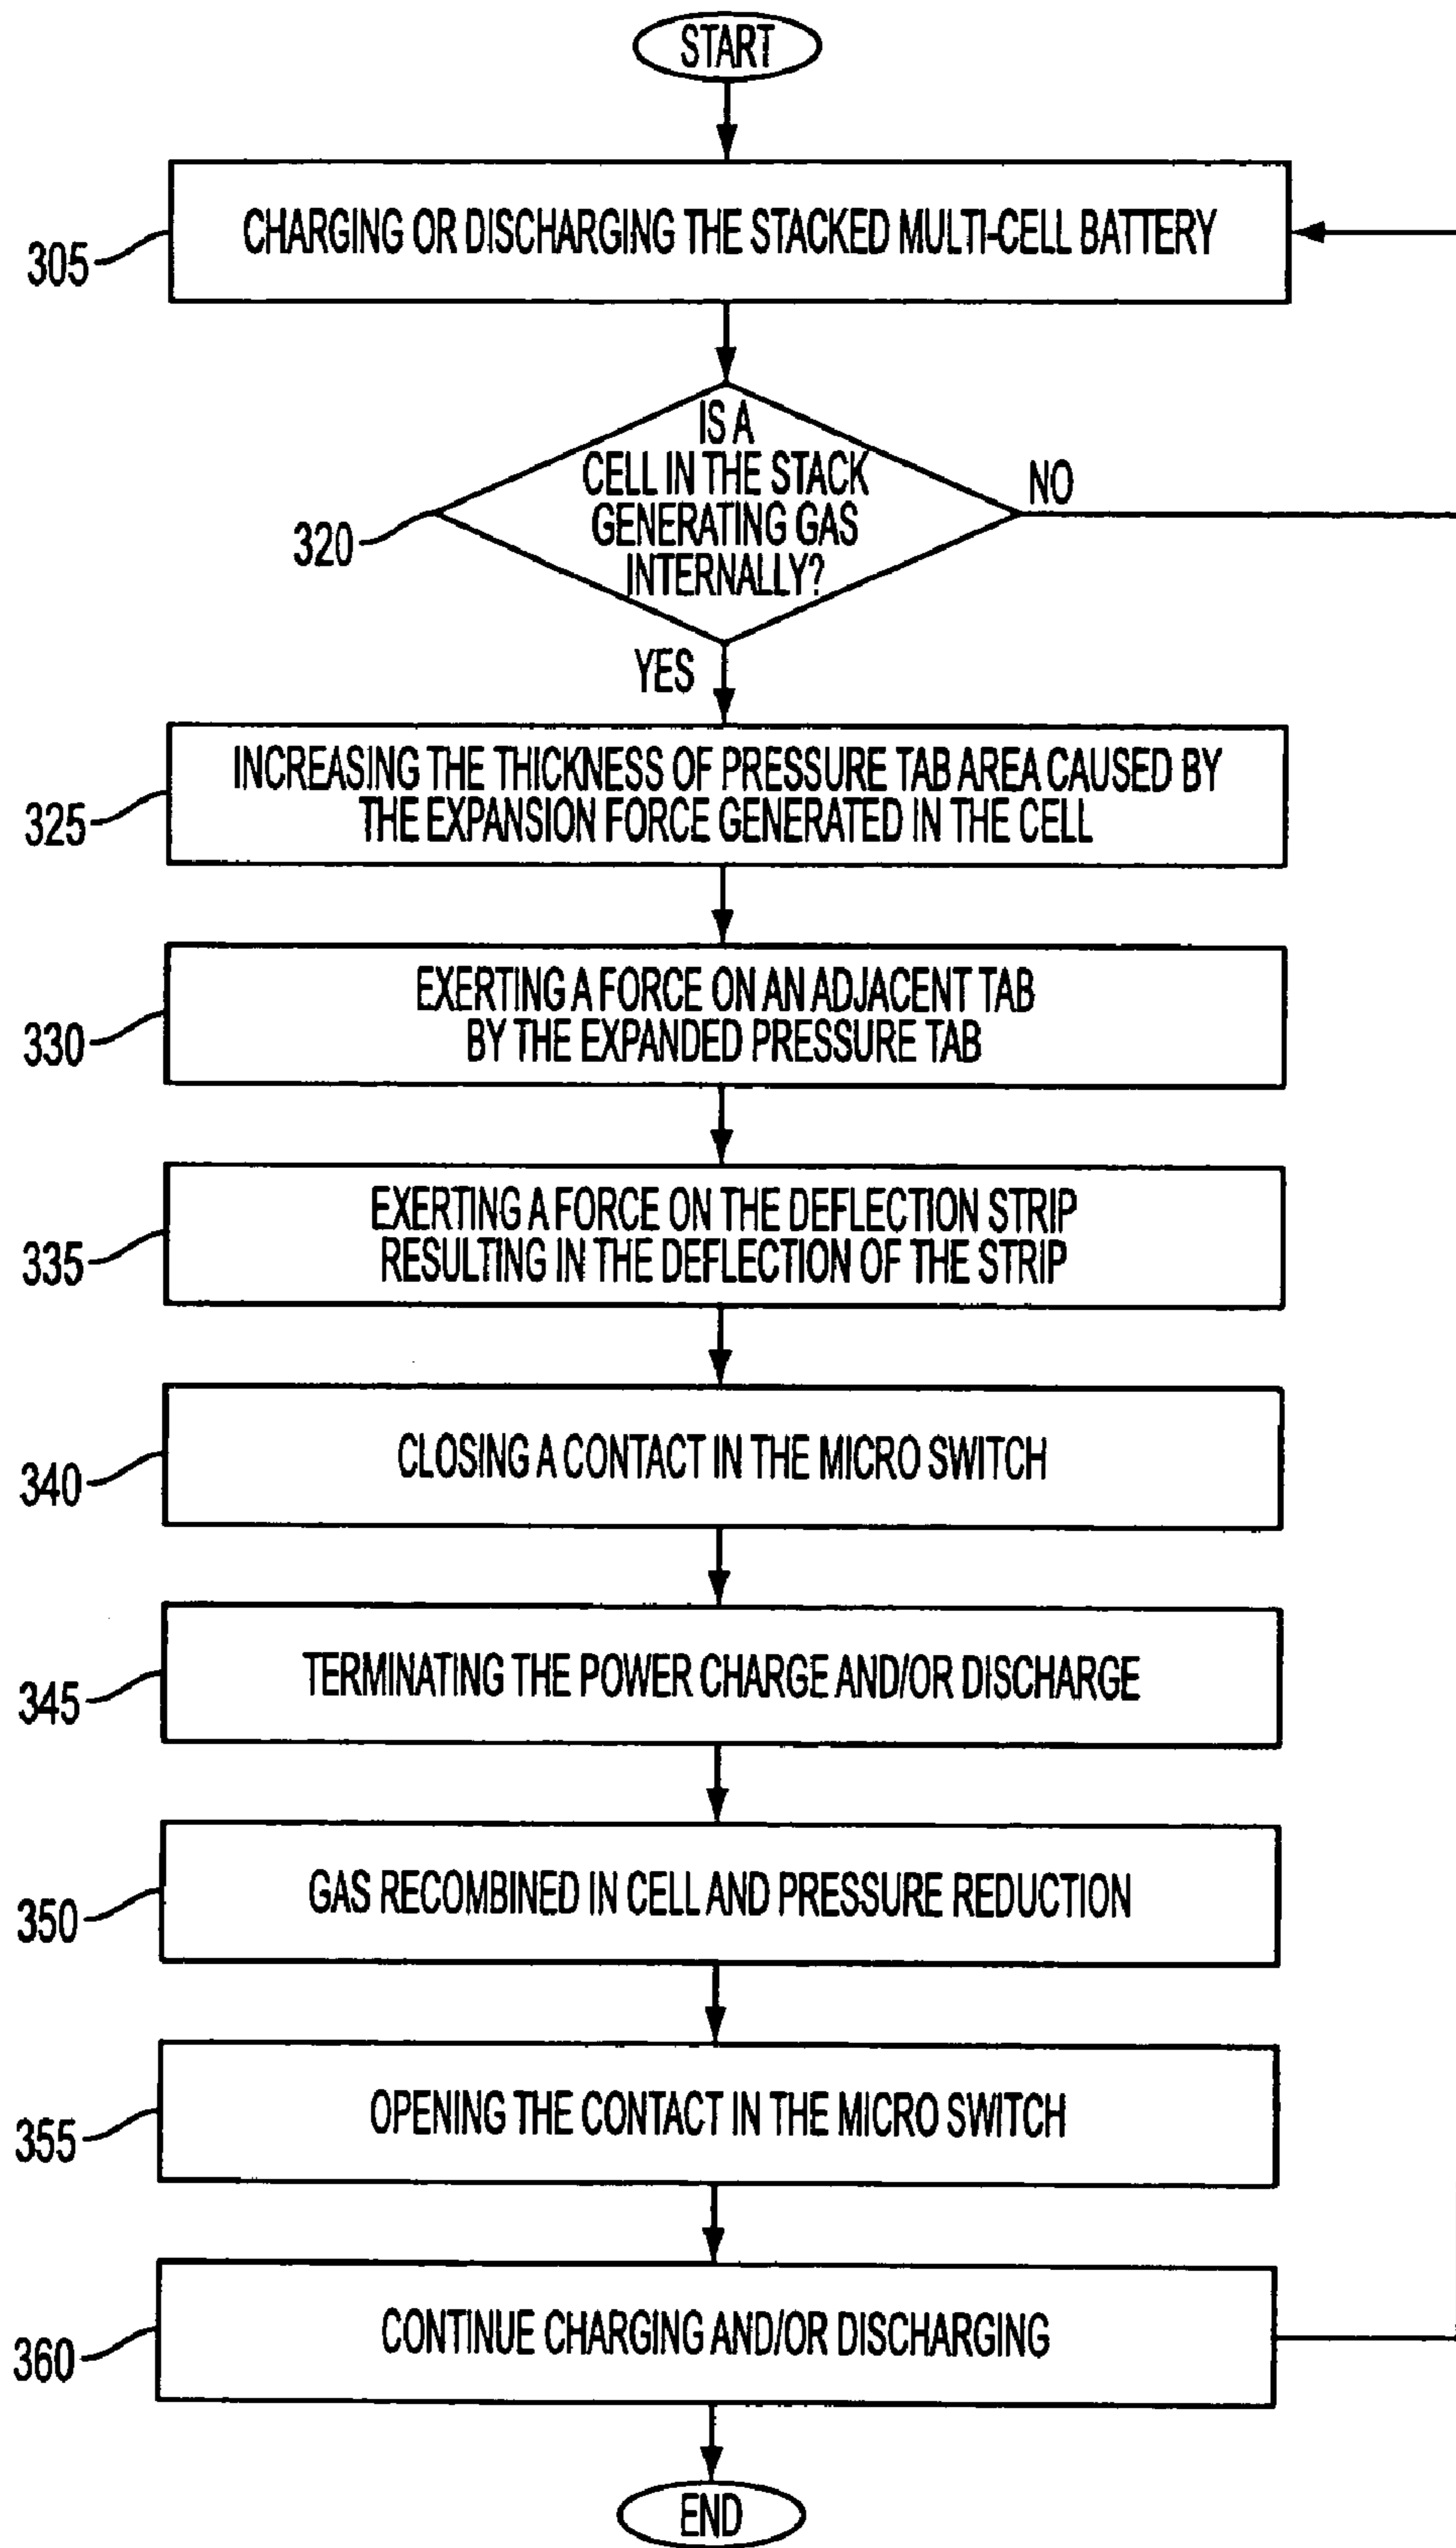 START
305
CHARGING OR DISCHARGING THE STACKED MULTI-CELL BATTERY
320
IS A
CELL IN THE STACK
GENERATING GAS
INTERNALLY?
NO
YES
325
INCREASING THE THICKNESS OF PRESSURE TAB AREA CAUSED BY
THE EXPANSION FORCE GENERATED IN THE CELL
330
EXERTING A FORCE ON AN ADJACENT TAB
BY THE EXPANDED PRESSURE TAB
335
EXERTING A FORCE ON THE DEFLECTION STRIP
RESULTING IN THE DEFLECTION OF THE STRIP
340
CLOSING A CONTACT IN THE MICRO SWITCH
345
TERMINATING THE POWER CHARGE AND/OR DISCHARGE
350
GAS RECOMBINED IN CELL AND PRESSURE REDUCTION
355
OPENING THE CONTACT IN THE MICRO SWITCH
360
CONTINUE CHARGING AND/OR DISCHARGING
END